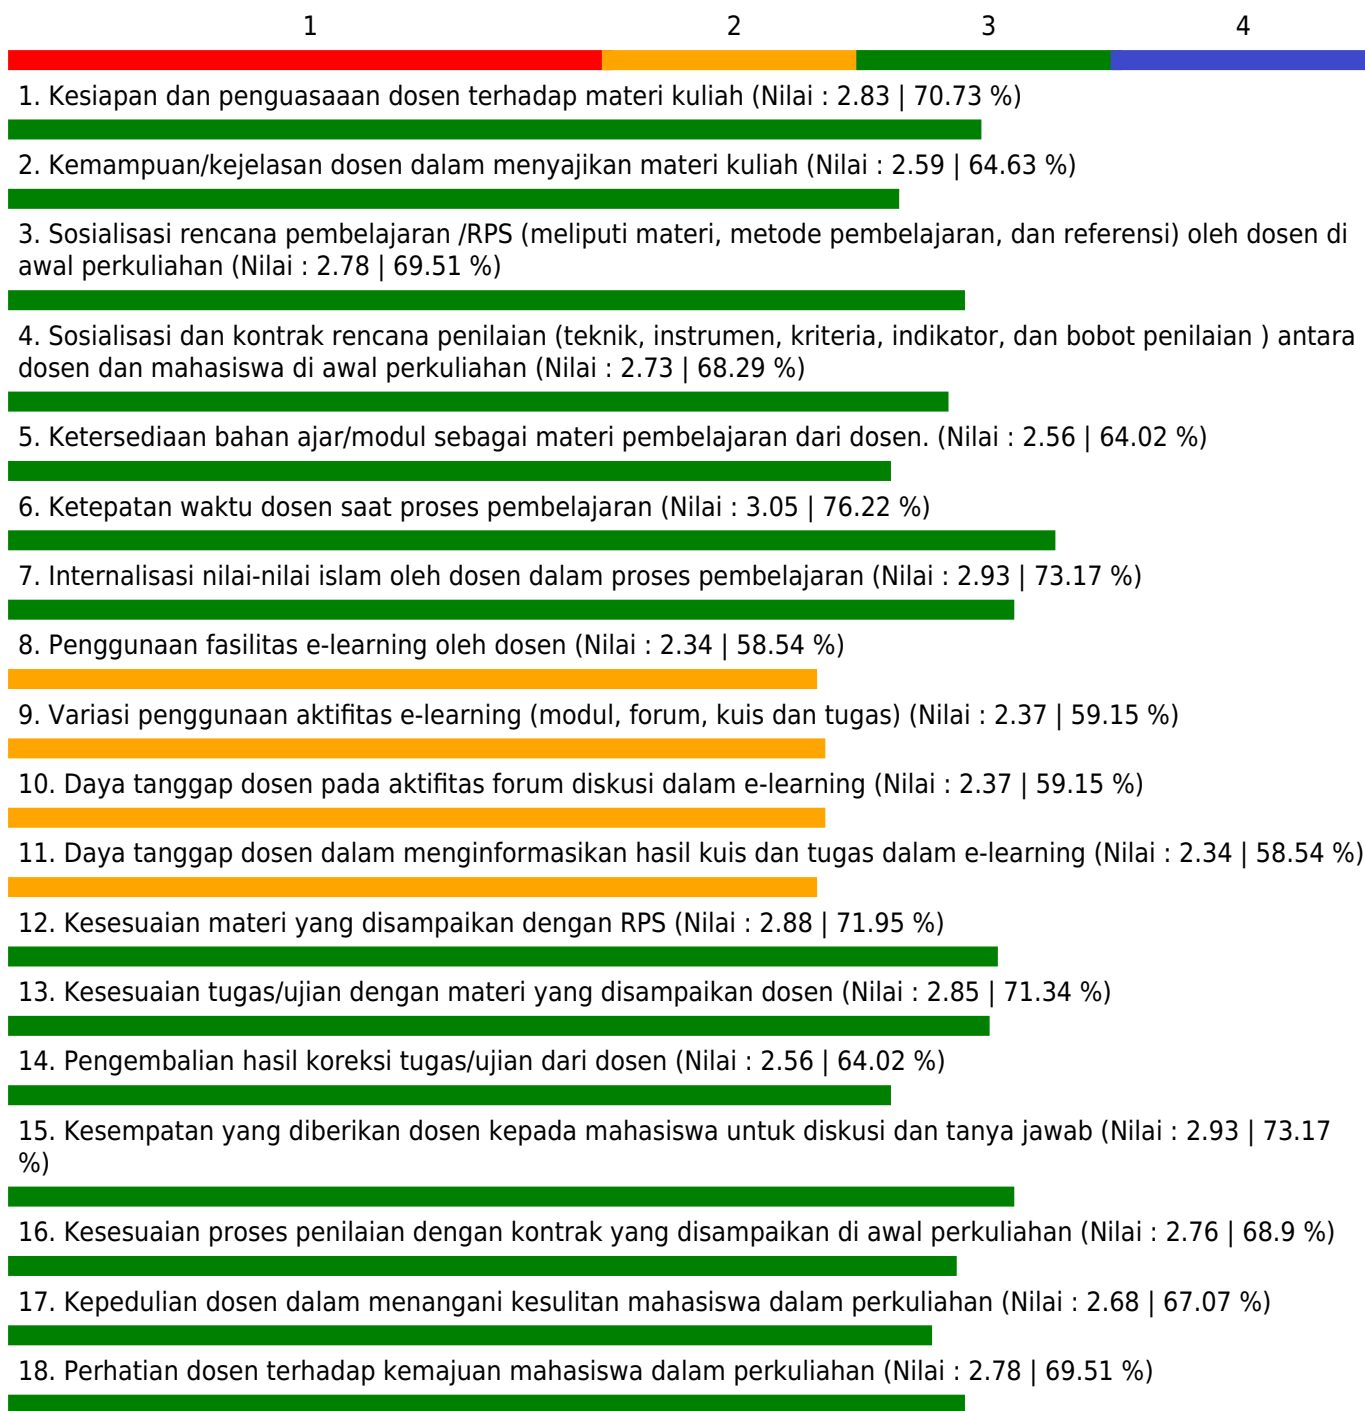 1 2 3 4
1. Kesiapan dan penguasaaan dosen terhadap materi kuliah (Nilai : 2.83 | 70.73 %)
2. Kemampuan/kejelasan dosen dalam menyajikan materi kuliah (Nilai : 2.59 | 64.63 %)
3. Sosialisasi rencana pembelajaran /RPS (meliputi materi, metode pembelajaran, dan referensi) oleh dosen di
awal perkuliahan (Nilai : 2.78 | 69.51 %)
4. Sosialisasi dan kontrak rencana penilaian (teknik, instrumen, kriteria, indikator, dan bobot penilaian ) antara
dosen dan mahasiswa di awal perkuliahan (Nilai : 2.73 | 68.29 %)
5. Ketersediaan bahan ajar/modul sebagai materi pembelajaran dari dosen. (Nilai : 2.56 | 64.02 %)
6. Ketepatan waktu dosen saat proses pembelajaran (Nilai : 3.05 | 76.22 %)
7. Internalisasi nilai-nilai islam oleh dosen dalam proses pembelajaran (Nilai : 2.93 | 73.17 %)
8. Penggunaan fasilitas e-learning oleh dosen (Nilai : 2.34 | 58.54 %)
9. Variasi penggunaan aktifitas e-learning (modul, forum, kuis dan tugas) (Nilai : 2.37 | 59.15 %)
10. Daya tanggap dosen pada aktifitas forum diskusi dalam e-learning (Nilai : 2.37 | 59.15 %)
11. Daya tanggap dosen dalam menginformasikan hasil kuis dan tugas dalam e-learning (Nilai : 2.34 | 58.54 %)
12. Kesesuaian materi yang disampaikan dengan RPS (Nilai : 2.88 | 71.95 %)
13. Kesesuaian tugas/ujian dengan materi yang disampaikan dosen (Nilai : 2.85 | 71.34 %)
14. Pengembalian hasil koreksi tugas/ujian dari dosen (Nilai : 2.56 | 64.02 %)
15. Kesempatan yang diberikan dosen kepada mahasiswa untuk diskusi dan tanya jawab (Nilai : 2.93 | 73.17
%)
16. Kesesuaian proses penilaian dengan kontrak yang disampaikan di awal perkuliahan (Nilai : 2.76 | 68.9 %)
17. Kepedulian dosen dalam menangani kesulitan mahasiswa dalam perkuliahan (Nilai : 2.68 | 67.07 %)
18. Perhatian dosen terhadap kemajuan mahasiswa dalam perkuliahan (Nilai : 2.78 | 69.51 %)